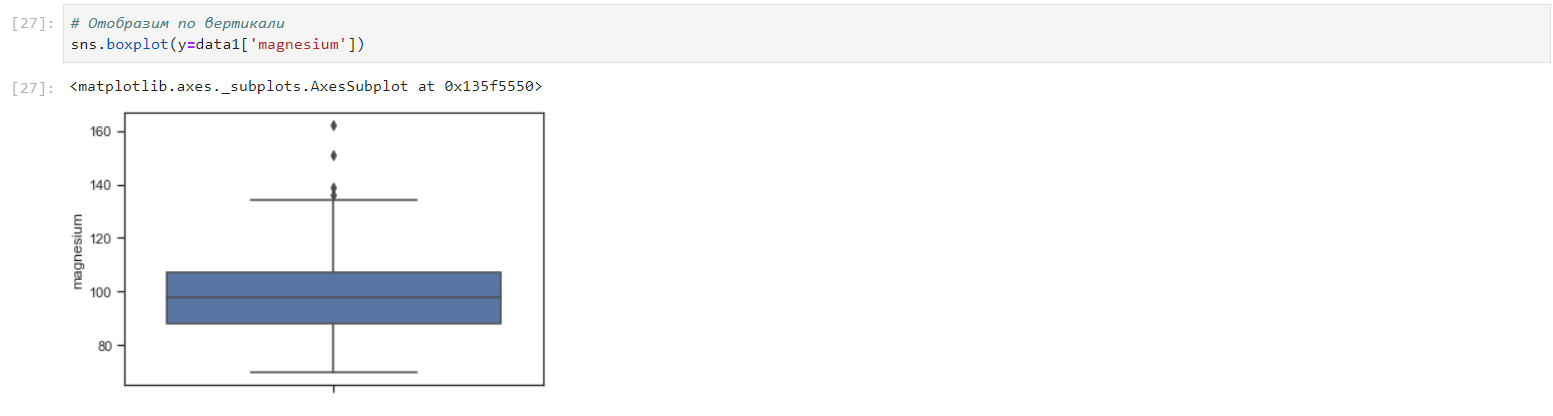 [27]: # Отобразим по вертикали
sns.boxplot(y=data1['magnesium'])
[27]: <matplotlib.axes._subplots.AxesSubplot at 0x135f5550>
160
140
120
100
80
magnesium